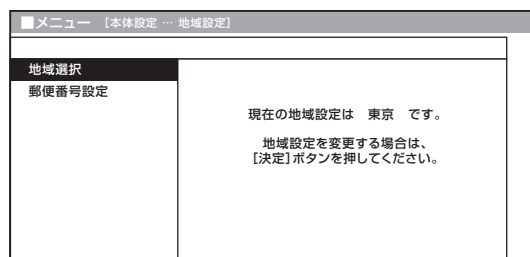 ■メニュー [本体設定 … 地域設定]
地域選択
郵便番号設定
現在の地域設定は 東京 です。
地域設定を変更する場合は、
[決定]ボタンを押してください。